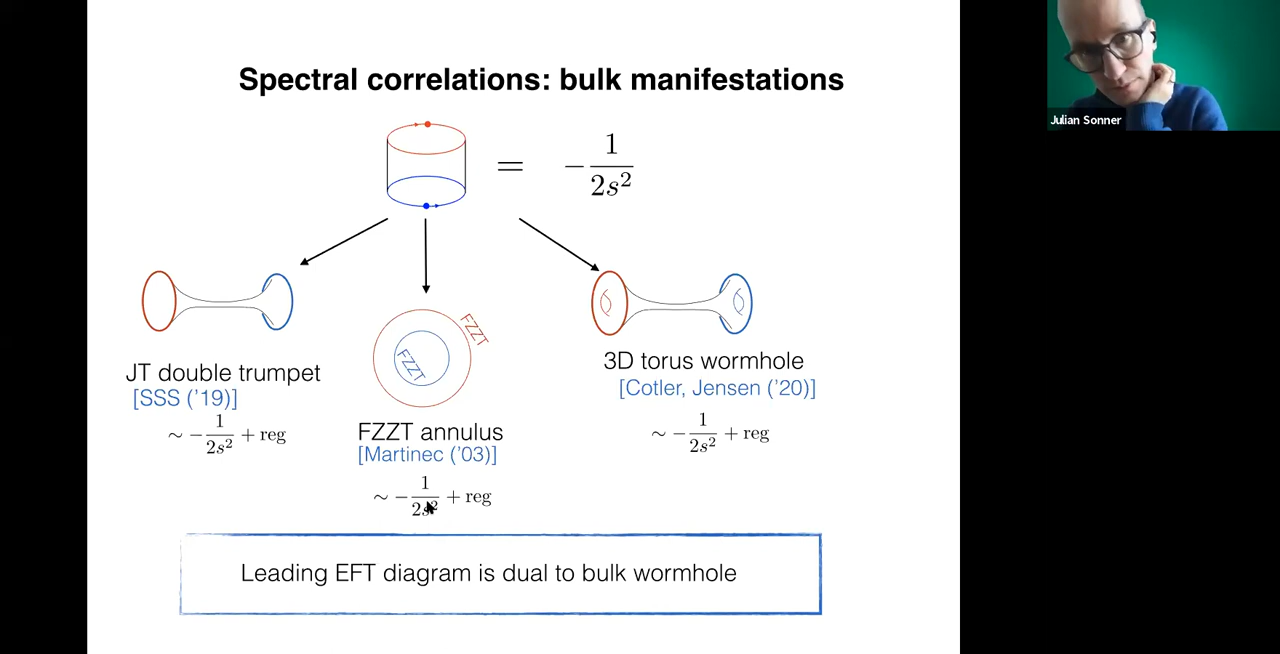 Spectral correlations: bulk manifestations
Julian Sonner
= − 1/2s²
FZZT
FZZT
JT double trumpet
[SSS ('19)]
∼ − 1/2s² + reg
FZZT annulus
[Martinec ('03)]
∼ − 1/2s² + reg
3D torus wormhole
[Cotler, Jensen ('20)]
∼ − 1/2s² + reg
Leading EFT diagram is dual to bulk wormhole